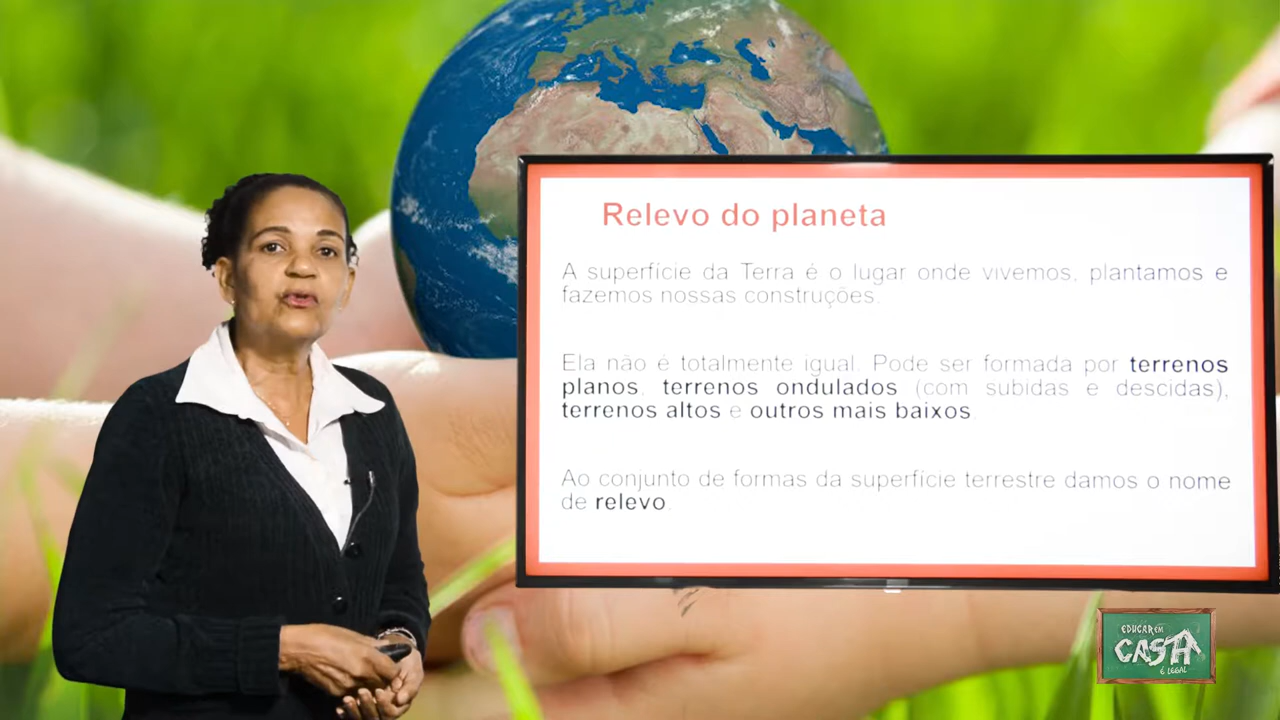 Relevo do planeta
A superfície da Terra é o lugar onde vivemos, plantamos e
fazemos nossas construções.
Ela não é totalmente igual. Pode ser formada por terrenos
planos, terrenos ondulados (com subidas e descidas),
terrenos altos e outros mais baixos.
Ao conjunto de formas da superfície terrestre damos o nome
de relevo.
EDUCAR EM
CASA
É LEGAL